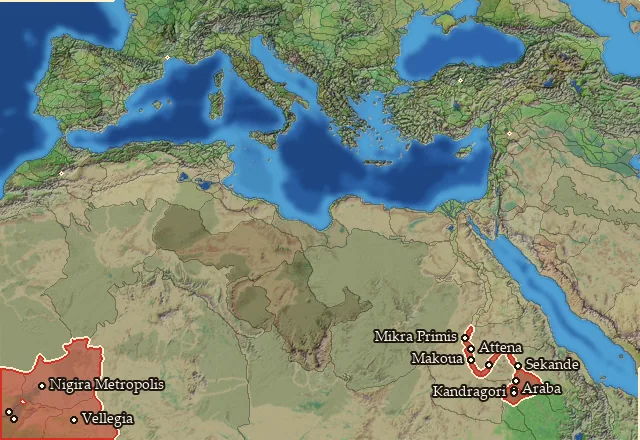 Mikra Primis
Attena
Makoua
Sekande
Kandragori
Araba
Nigira Metropolis
Vellegia